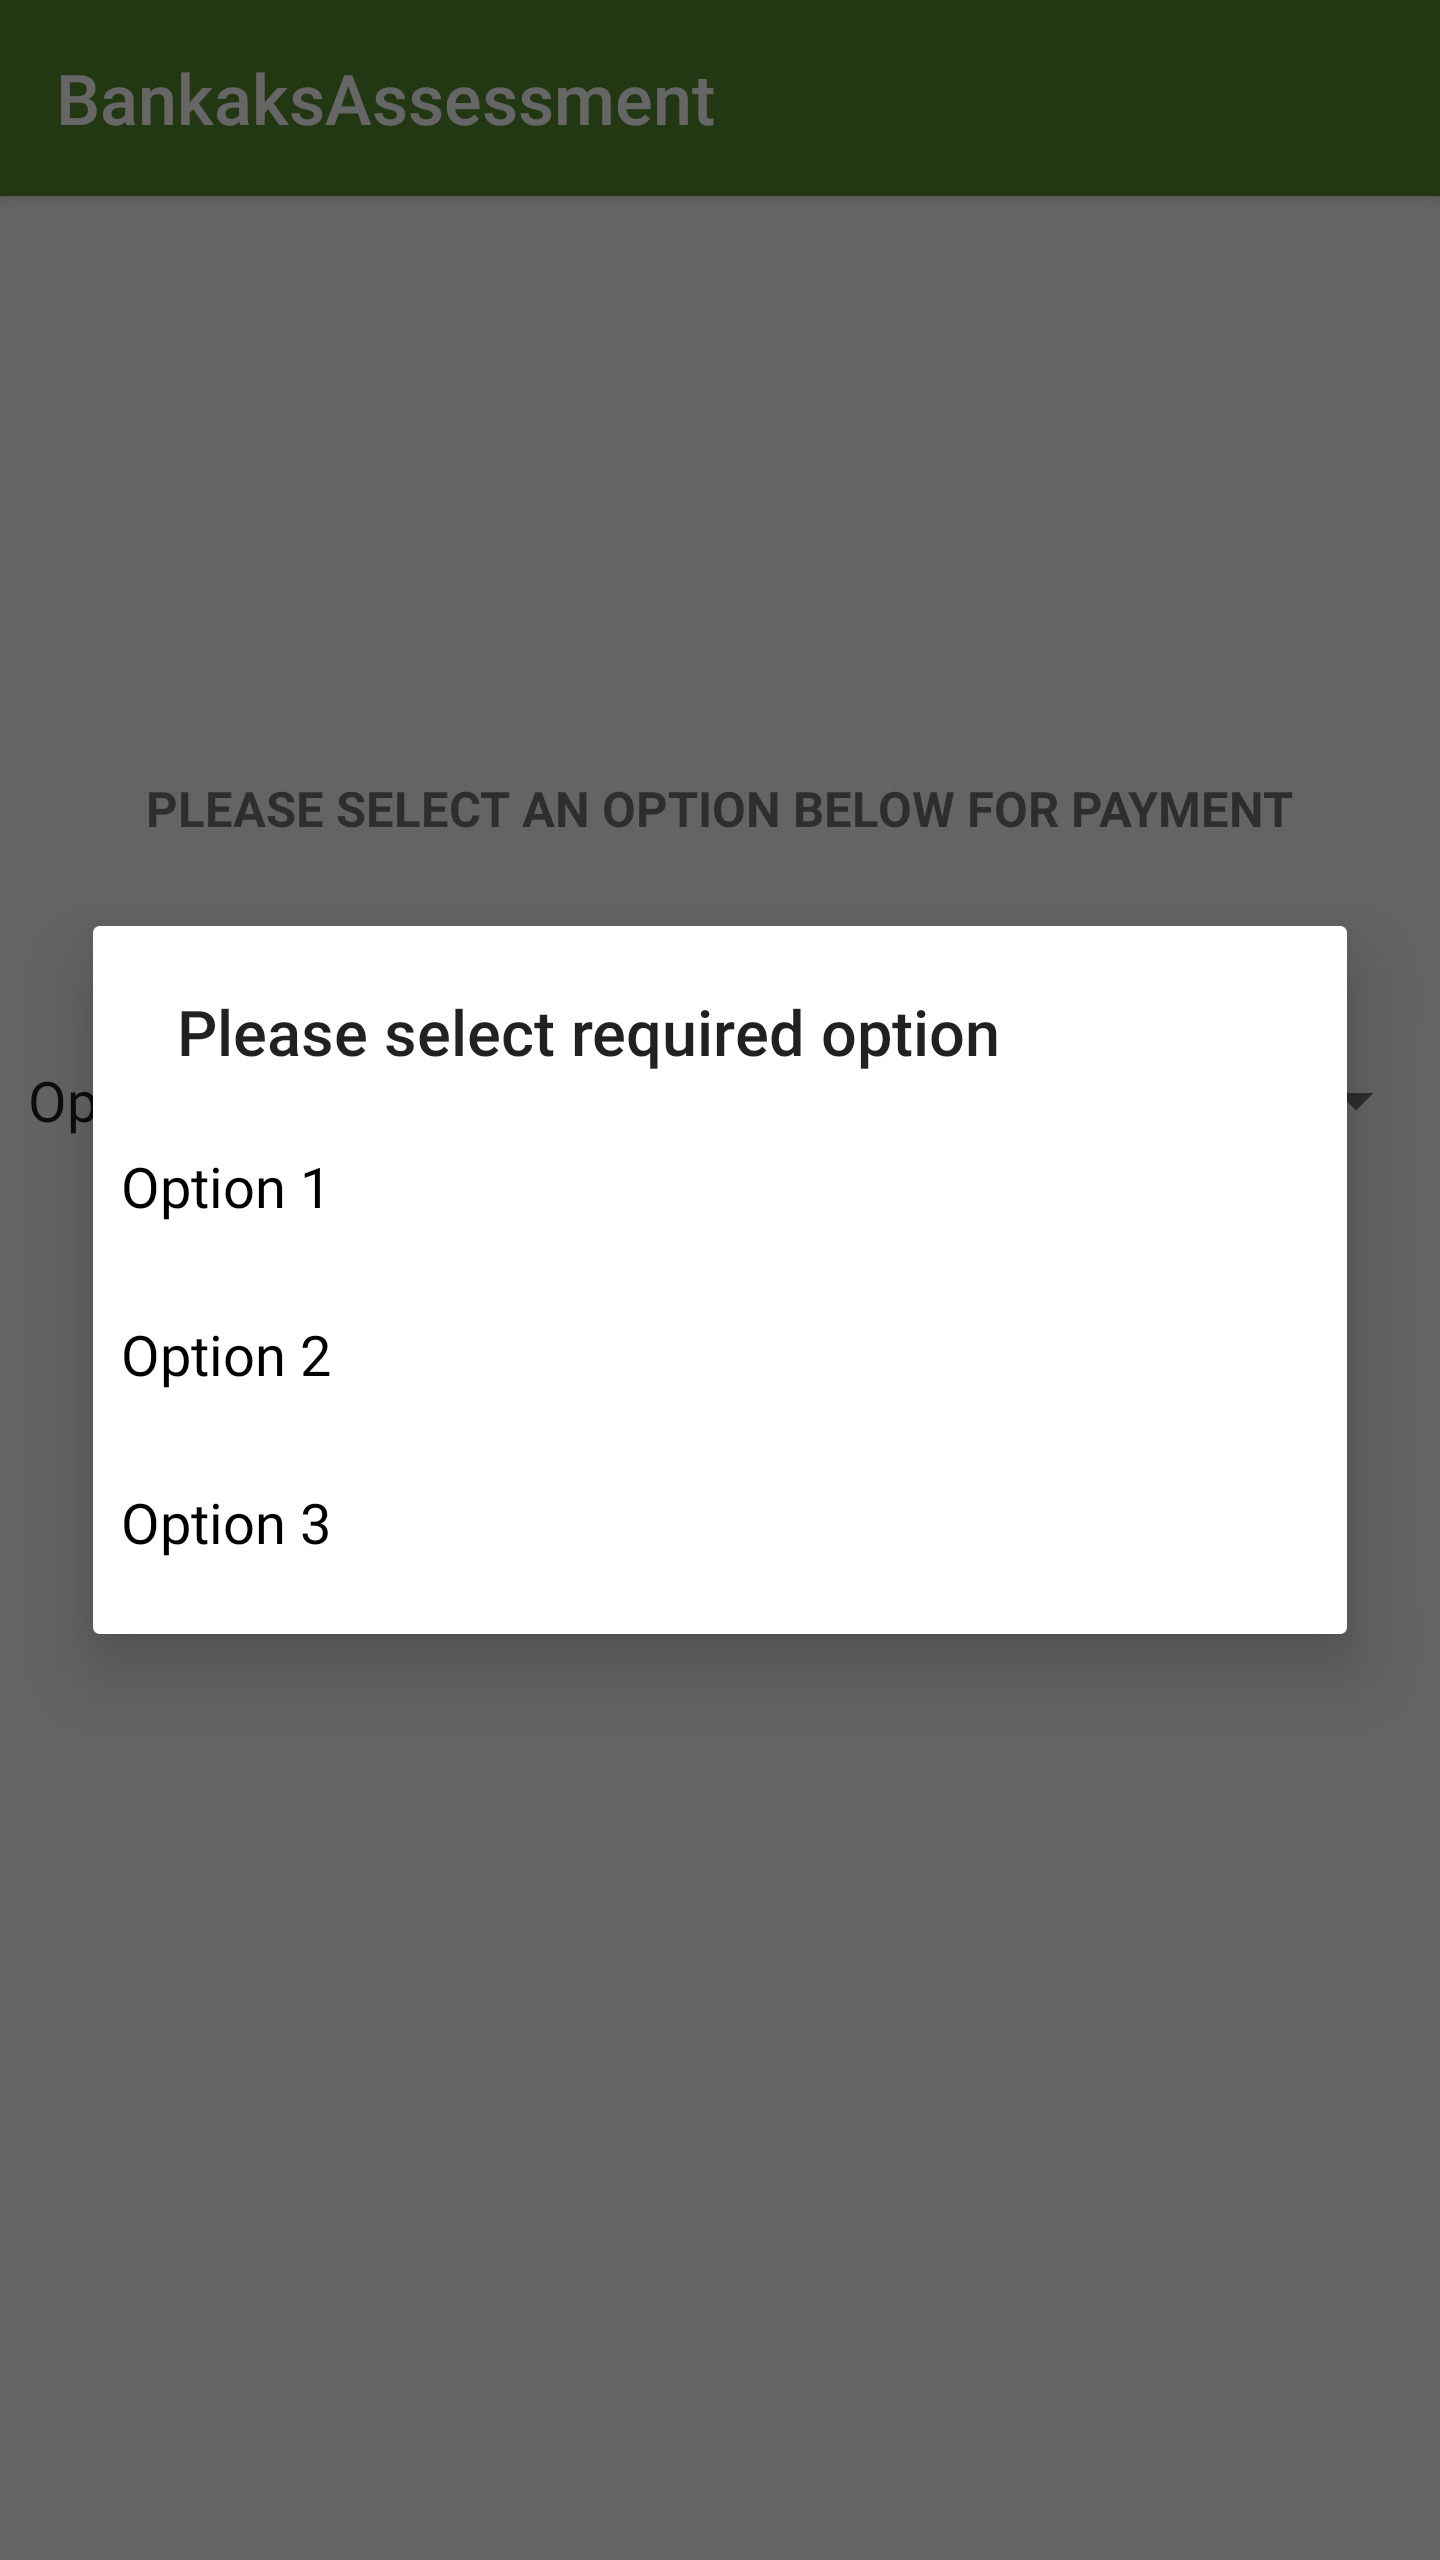 BankaksAssessment
PLEASE SELECT AN OPTION BELOW FOR PAYMENT
Please select required option
Op
Option 1
Option 2
Option 3